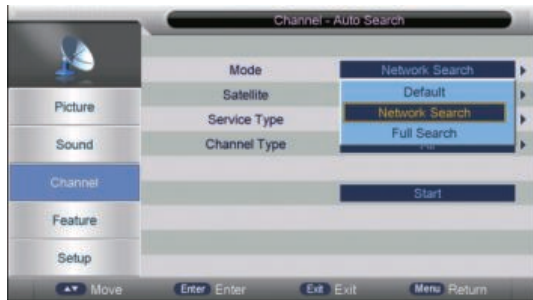 Channel - Auto Search
Mode
Network Search
Satellite
Default
Service Type
Network Search
Full Search
Channel Type
Start
Picture
Sound
Channel
Feature
Setup
Move
Enter Enter
Exit Exit
Menu Return